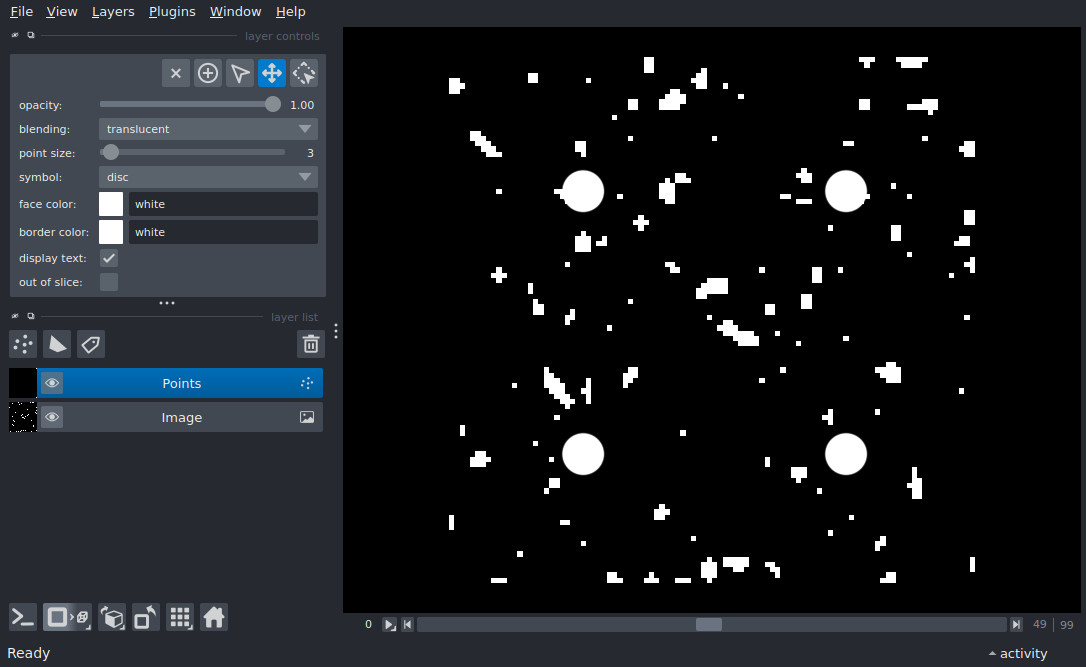 File View Layers Plugins Window Help
layer controls
opacity: 1.00
blending: translucent
point size: 3
symbol: disc
face color: white
border color: white
display text:
out of slice:
layer list
Points
Image
0 49 | 99
Ready activity